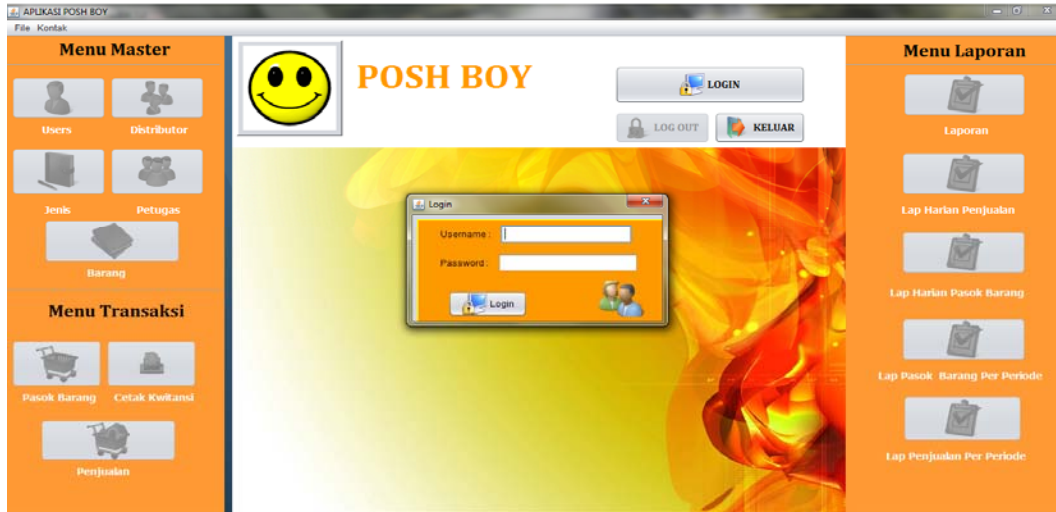 APLIKASI POSH BOY
File Kontak
Menu Master
Users Distributor
Jenis Petugas
Barang
Menu Transaksi
Pasok Barang Cetak Kwitansi
Penjualan
POSH BOY
LOGIN
LOG OUT KELUAR
Login
Username :
Password :
Login
Menu Laporan
Laporan
Lap Harian Penjualan
Lap Harian Pasok Barang
Lap Pasok Barang Per Periode
Lap Penjualan Per Periode